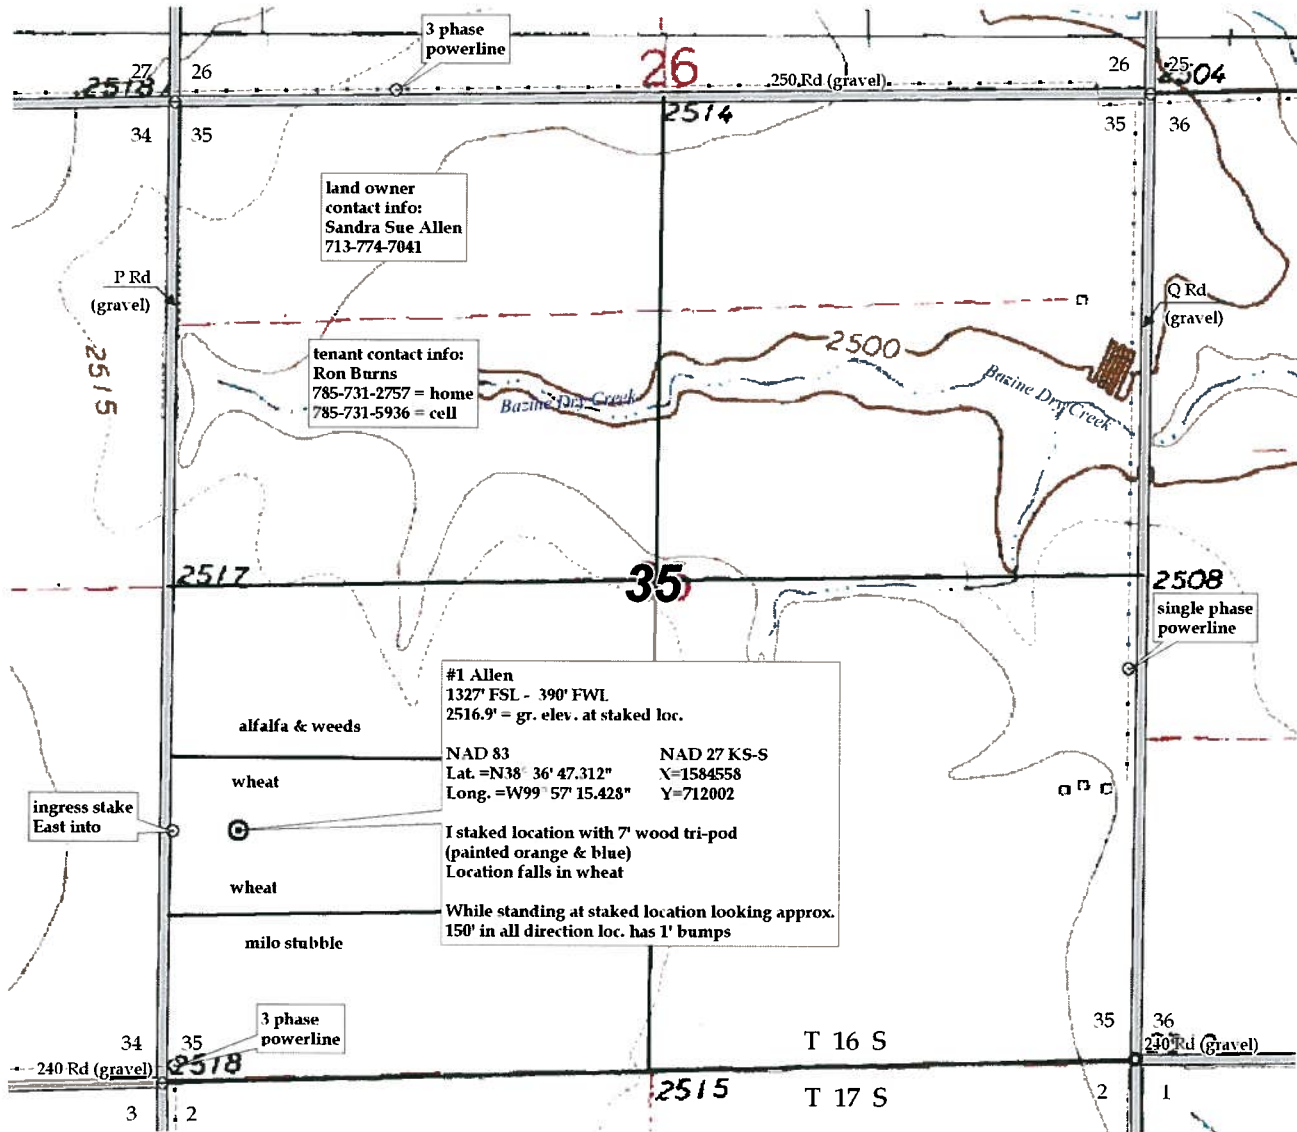 3 phase
powerline
27
26
26
26
25
2518
250 Rd (gravel)
2504
34
35
2514
35
36
land owner
contact info:
Sandra Sue Allen
713-774-7041
P Rd
(gravel)
Q Rd
(gravel)
2515
2500
tenant contact info:
Ron Burns
785-731-2757 = home
785-731-5936 = cell
Bazine Dry Creek
Bazine Dry Creek
2517
35
2508
single phase
powerline
#1 Allen
1327' FSL - 390' FWL
2516.9' = gr. elev. at staked loc.
alfalfa & weeds
NAD 83 NAD 27 KS-S
Lat. =N38° 36' 47.312" X=1584558
Long. =W99° 57' 15.428" Y=712002
wheat
ingress stake
East into
I staked location with 7' wood tri-pod
(painted orange & blue)
Location falls in wheat
wheat
While standing at staked location looking approx.
150' in all direction loc. has 1' bumps
milo stubble
3 phase
powerline
34
35
T 16 S
35
36
240 Rd (gravel)
2518
240 Rd (gravel)
2515
T 17 S
3
2
2
1